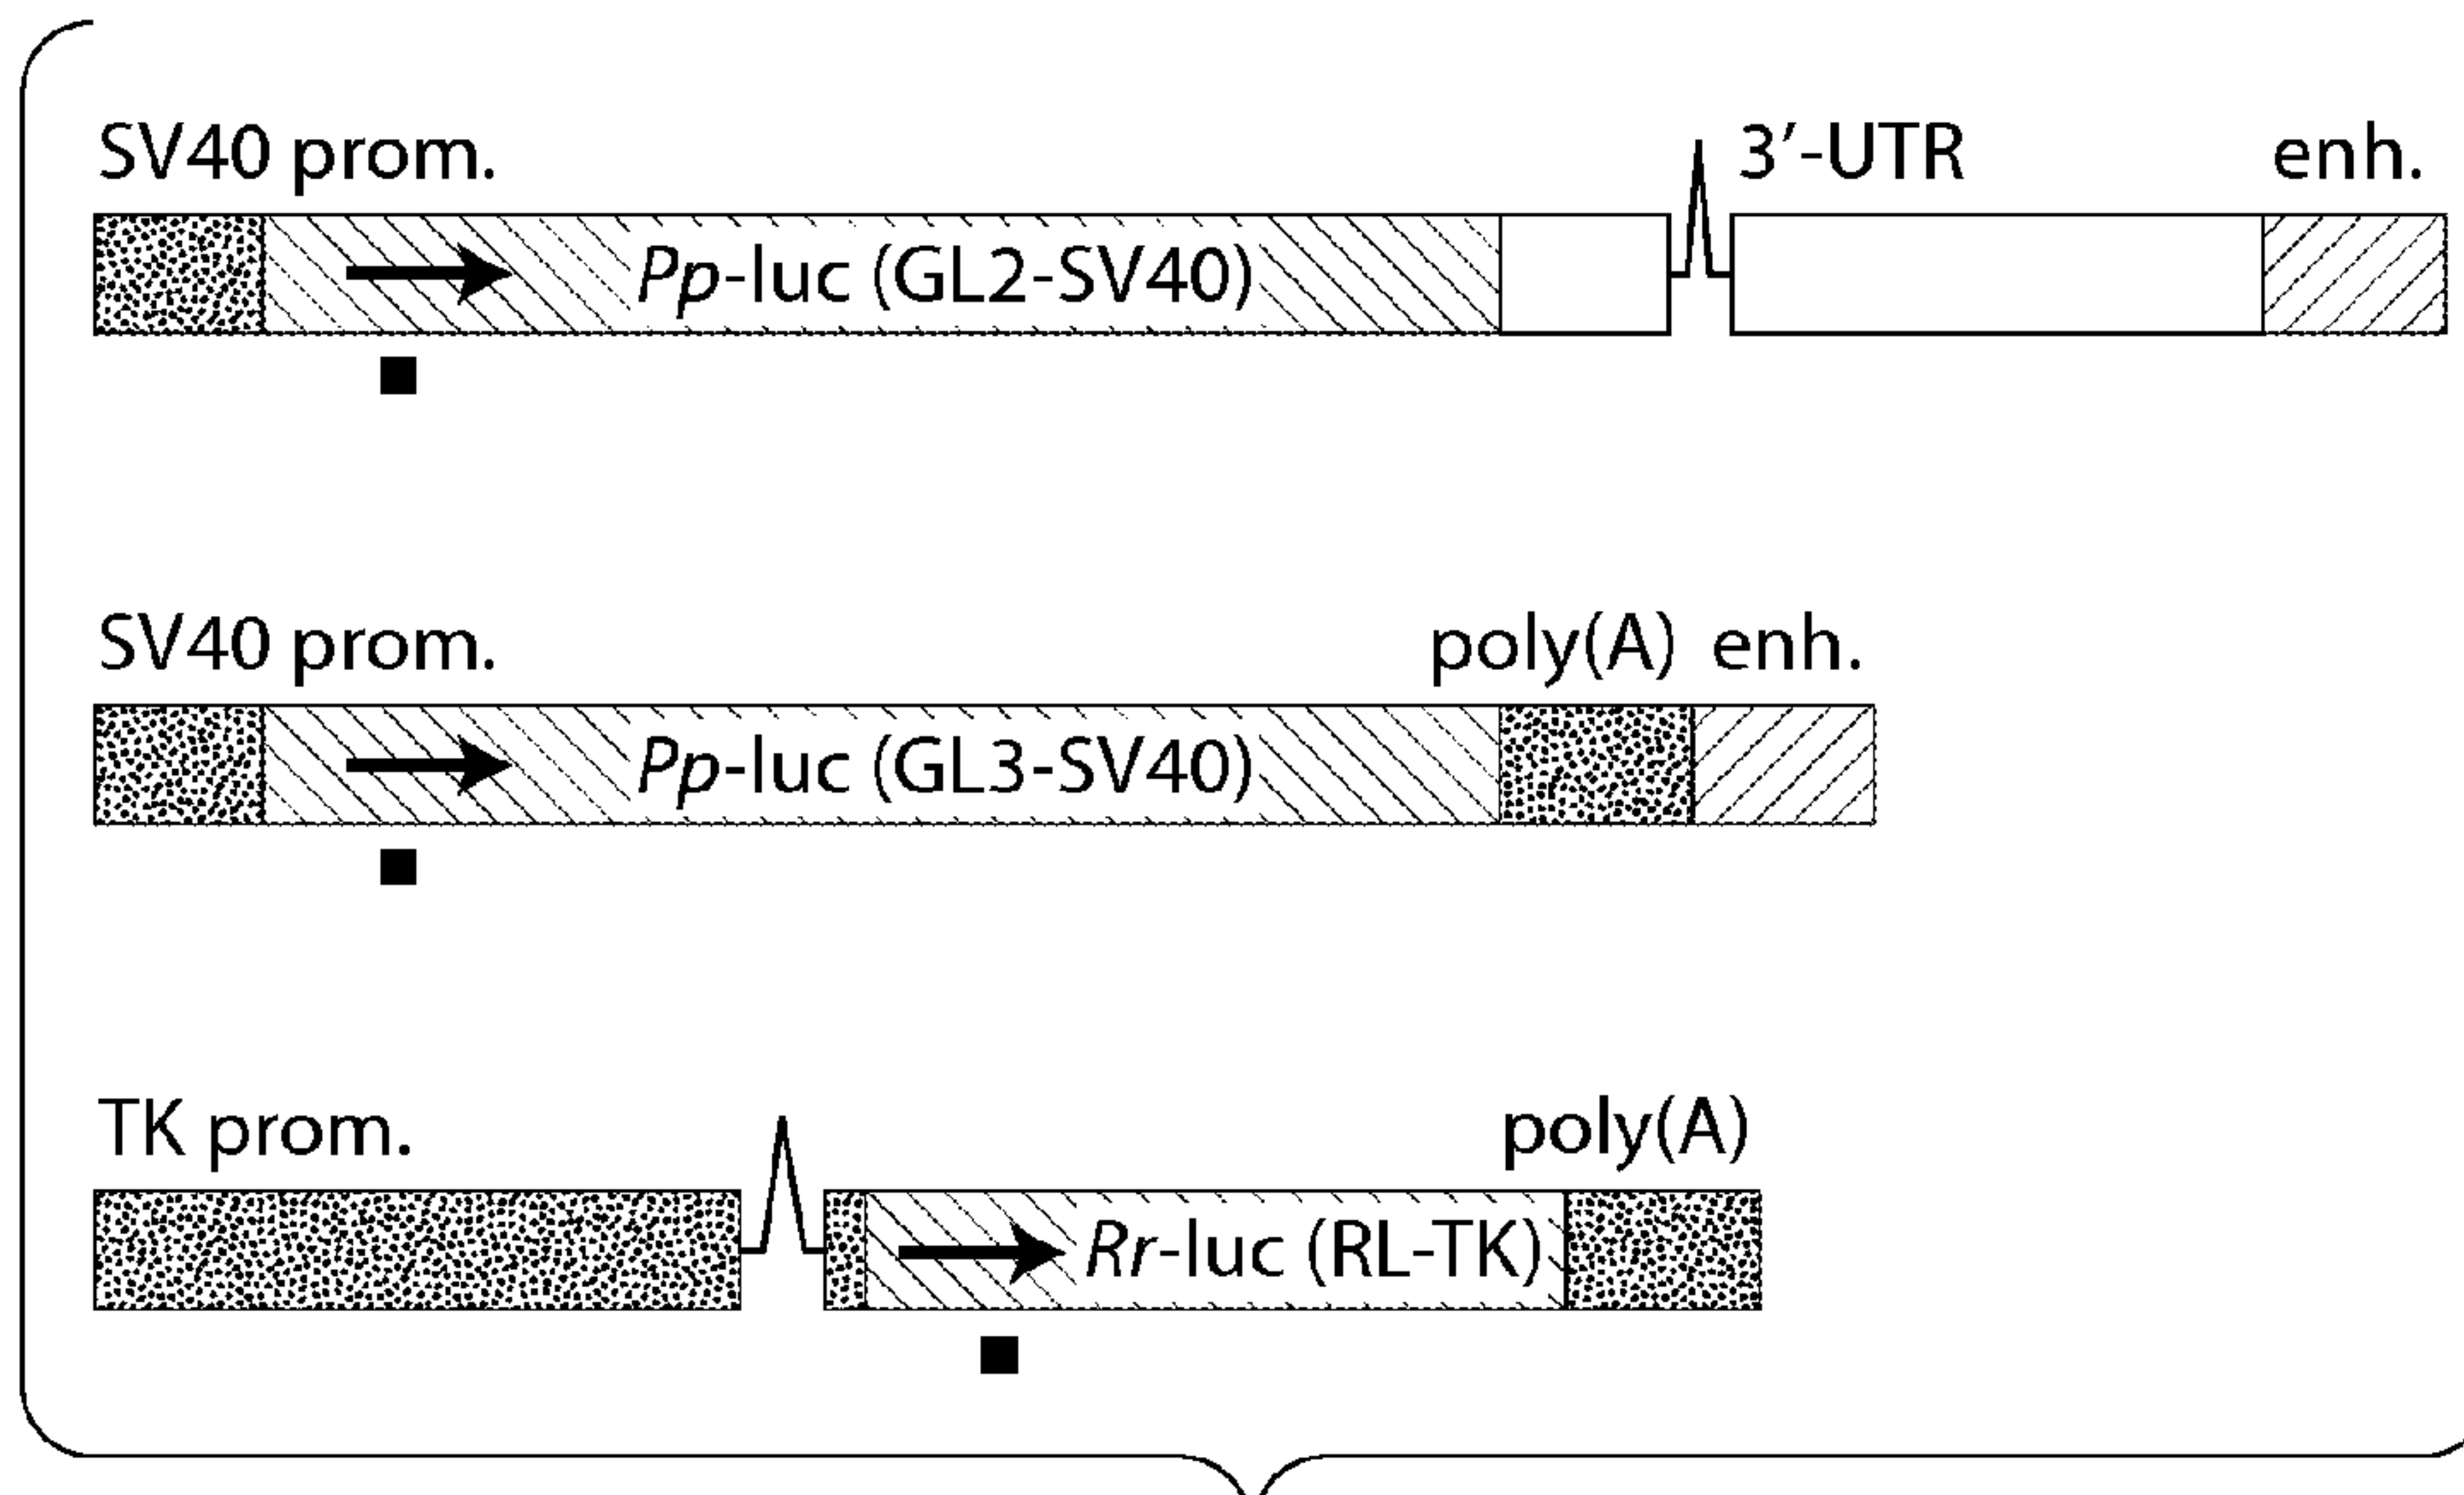 SV40 prom. 3′-UTR enh.
Pp-luc (GL2-SV40)
SV40 prom. poly(A) enh.
Pp-luc (GL3-SV40)
TK prom. poly(A)
Rr-luc (RL-TK)